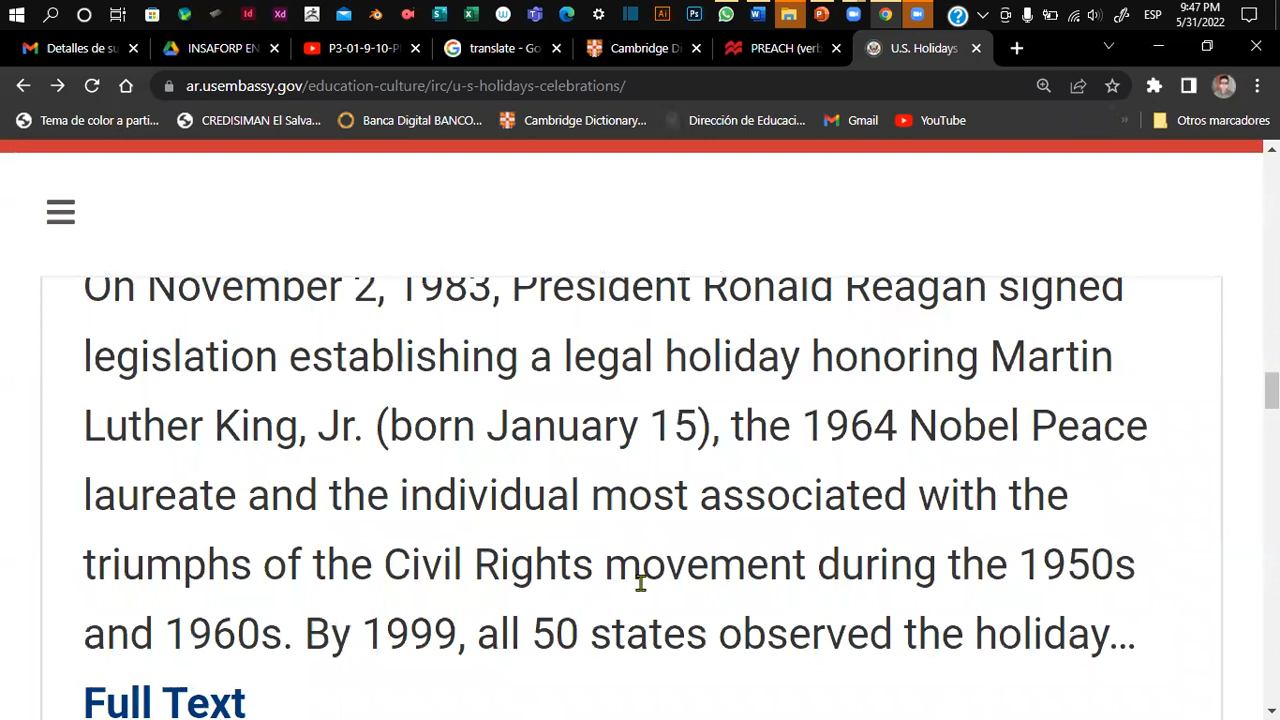 9:47 PM
ESP
5/31/2022
Detalles de su
INSAFORP EN
P3-01-9-10-P
translate - Go
Cambridge Di
PREACH (verb
U.S. Holidays
ar.usembassy.gov/education-culture/irc/u-s-holidays-celebrations/
Tema de color a parti...
CREDISIMAN El Salva...
Banca Digital BANCO...
Cambridge Dictionary...
Dirección de Educaci...
Gmail
YouTube
Otros marcadores
On November 2, 1983, President Ronald Reagan signed
legislation establishing a legal holiday honoring Martin
Luther King, Jr. (born January 15), the 1964 Nobel Peace
laureate and the individual most associated with the
triumphs of the Civil Rights movement during the 1950s
and 1960s. By 1999, all 50 states observed the holiday…
Full Text